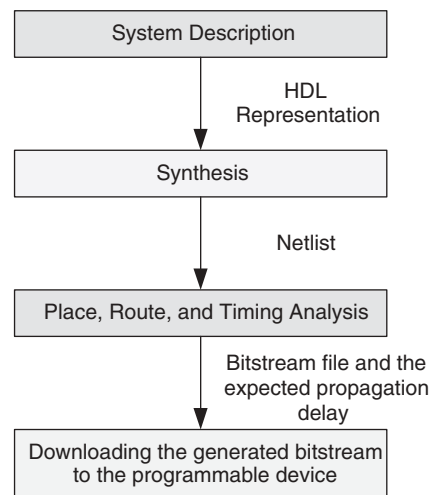 System Description
HDL
Representation
Synthesis
Netlist
Place, Route, and Timing Analysis
Bitstream file and the
expected propagation
delay
Downloading the generated bitstream
to the programmable device